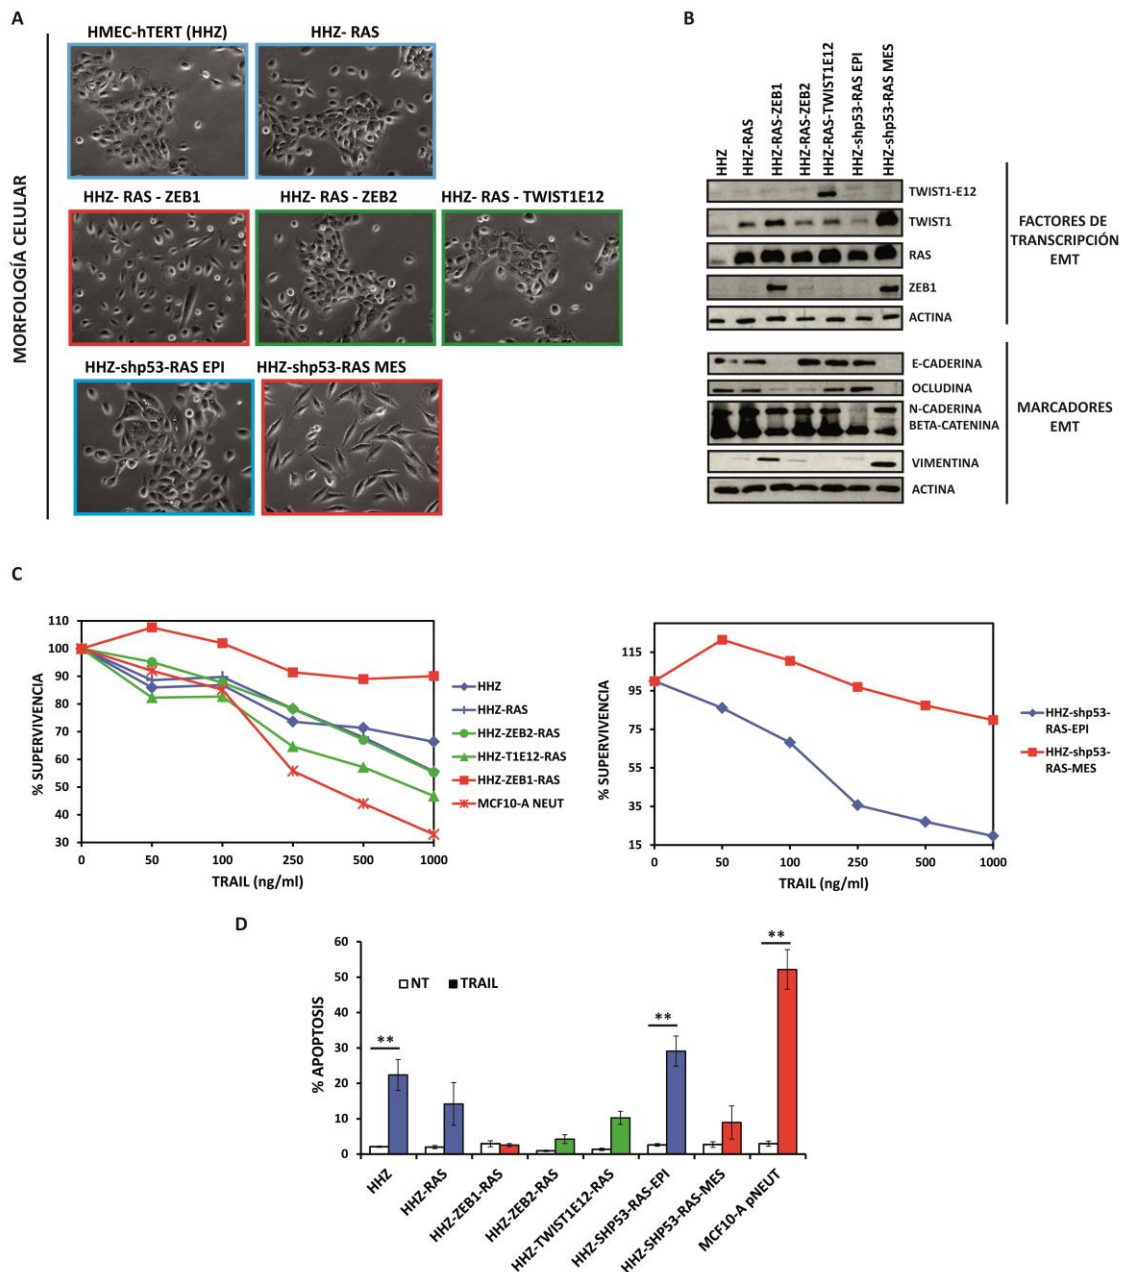 A
MORFOLOGÍA CELULAR
HMEC-hTERT (HHZ)
HHZ- RAS
HHZ- RAS - ZEB1
HHZ- RAS - ZEB2
HHZ- RAS - TWIST1E12
HHZ-shp53-RAS EPI
HHZ-shp53-RAS MES
B
HHZ
HHZ-RAS
HHZ-RAS-ZEB1
HHZ-RAS-ZEB2
HHZ-RAS-TWIST1E12
HHZ-shp53-RAS EPI
HHZ-shp53-RAS MES
TWIST1-E12
TWIST1
RAS
ZEB1
ACTINA
FACTORES DE
TRANSCRIPCIÓN
EMT
E-CADERINA
OCLUDINA
N-CADERINA
BETA-CATENINA
VIMENTINA
ACTINA
MARCADORES
EMT
C
% SUPERVIVENCIA
110
100
90
80
70
60
50
40
30
0 50 100 250 500 1000
TRAIL (ng/ml)
HHZ
HHZ-RAS
HHZ-ZEB2-RAS
HHZ-T1E12-RAS
HHZ-ZEB1-RAS
MCF10-A NEUT
% SUPERVIVENCIA
115
95
75
55
35
15
0 50 100 250 500 1000
TRAIL (ng/ml)
HHZ-shp53-
RAS-EPI
HHZ-shp53-
RAS-MES
D
% APOPTOSIS
60
50
40
30
20
10
0
NT TRAIL
**
**
**
HHZ
HHZ-RAS
HHZ-ZEB1-RAS
HHZ-ZEB2-RAS
HHZ-TWIST1E12-RAS
HHZ-SHP53-RAS-EPI
HHZ-SHP53-RAS-MES
MCF10-A pNEUT